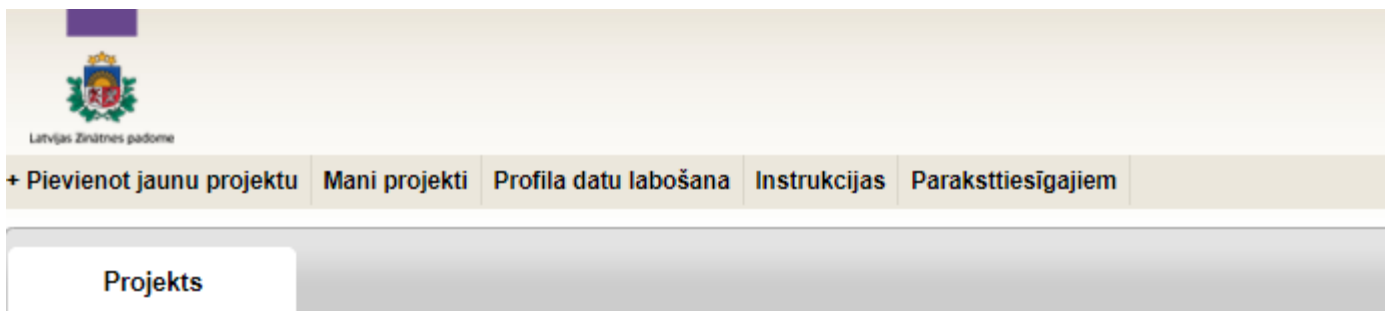 Latvijas Zinātnes padome
+ Pievienot jaunu projektu Mani projekti Profila datu labošana Instrukcijas Paraksttiesīgajiem
Projekts